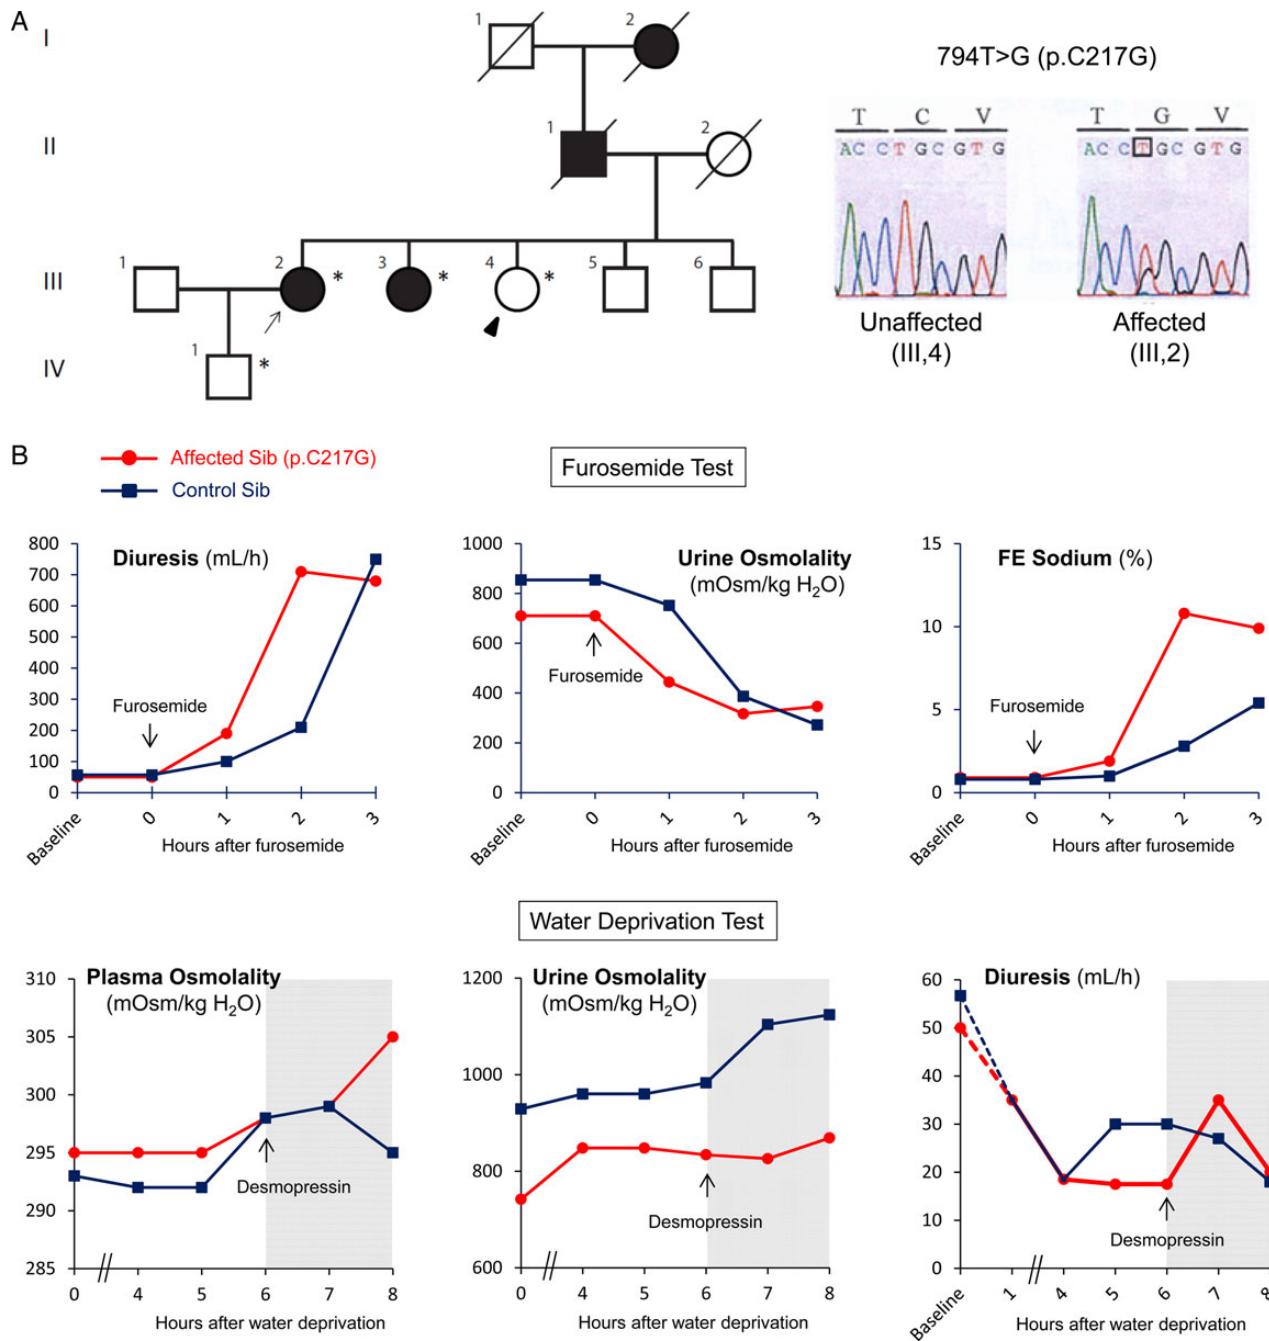 A
I
II
III
IV
1
2
1
2
1
2
*
3
*
4
*
5
6
1
*
794T>G (p.C217G)
T C V
ACCTGCGTG
Unaffected
(III,4)
T G V
ACCTGCGTG
Affected
(III,2)
B
Affected Sib (p.C217G)
Control Sib
Furosemide Test
Diuresis (mL/h)
800
700
600
500
400
300
200
100
0
Furosemide
Baseline 0 1 2 3
Hours after furosemide
Urine Osmolality
(mOsm/kg H₂O)
1000
800
600
400
200
0
Furosemide
Baseline 0 1 2 3
Hours after furosemide
FE Sodium (%)
15
10
5
0
Furosemide
Baseline 0 1 2 3
Hours after furosemide
Water Deprivation Test
Plasma Osmolality
(mOsm/kg H₂O)
310
305
300
295
290
285
Desmopressin
0 4 5 6 7 8
Hours after water deprivation
Urine Osmolality
(mOsm/kg H₂O)
1200
1000
800
600
Desmopressin
0 4 5 6 7 8
Hours after water deprivation
Diuresis (mL/h)
60
50
40
30
20
10
0
Desmopressin
Baseline 1 4 5 6 7 8
Hours after water deprivation